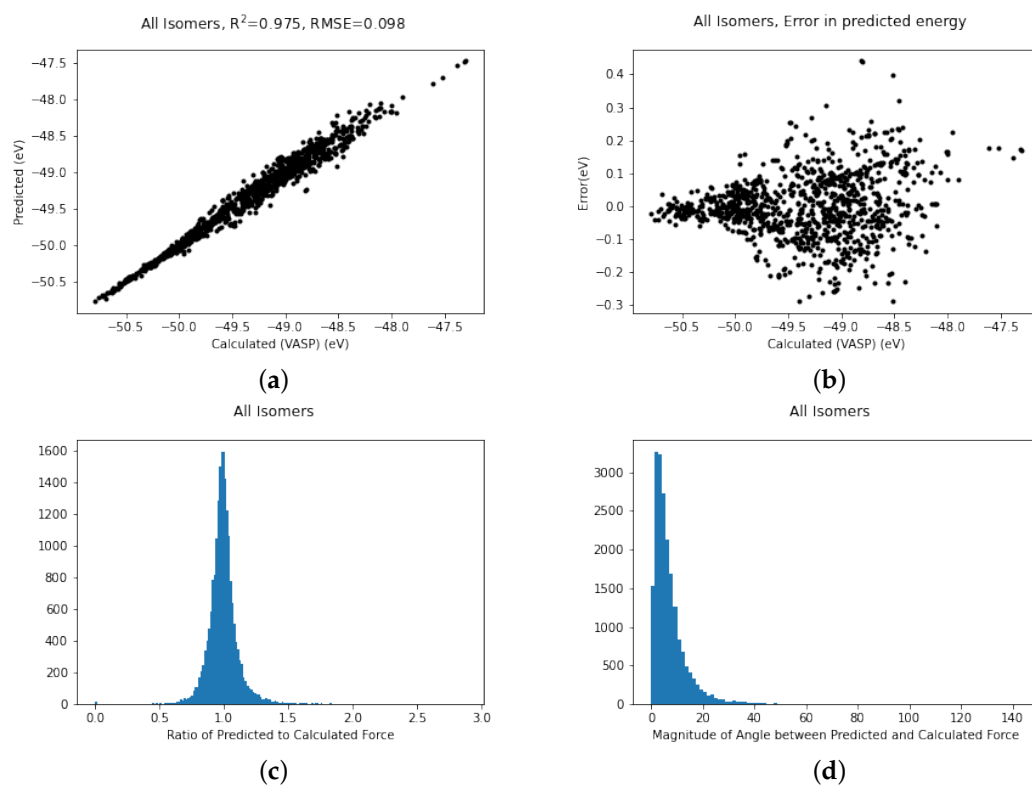 All Isomers, R²=0.975, RMSE=0.098
−47.5
−48.0
−48.5
−49.0
−49.5
−50.0
−50.5
Predicted (eV)
−50.5 −50.0 −49.5 −49.0 −48.5 −48.0 −47.5
Calculated (VASP) (eV)
(a)
All Isomers, Error in predicted energy
0.4
0.3
0.2
0.1
0.0
−0.1
−0.2
−0.3
Error(eV)
−50.5 −50.0 −49.5 −49.0 −48.5 −48.0 −47.5
Calculated (VASP) (eV)
(b)
All Isomers
1600
1400
1200
1000
800
600
400
200
0
0.0 0.5 1.0 1.5 2.0 2.5 3.0
Ratio of Predicted to Calculated Force
(c)
All Isomers
3000
2500
2000
1500
1000
500
0
0 20 40 60 80 100 120 140
Magnitude of Angle between Predicted and Calculated Force
(d)